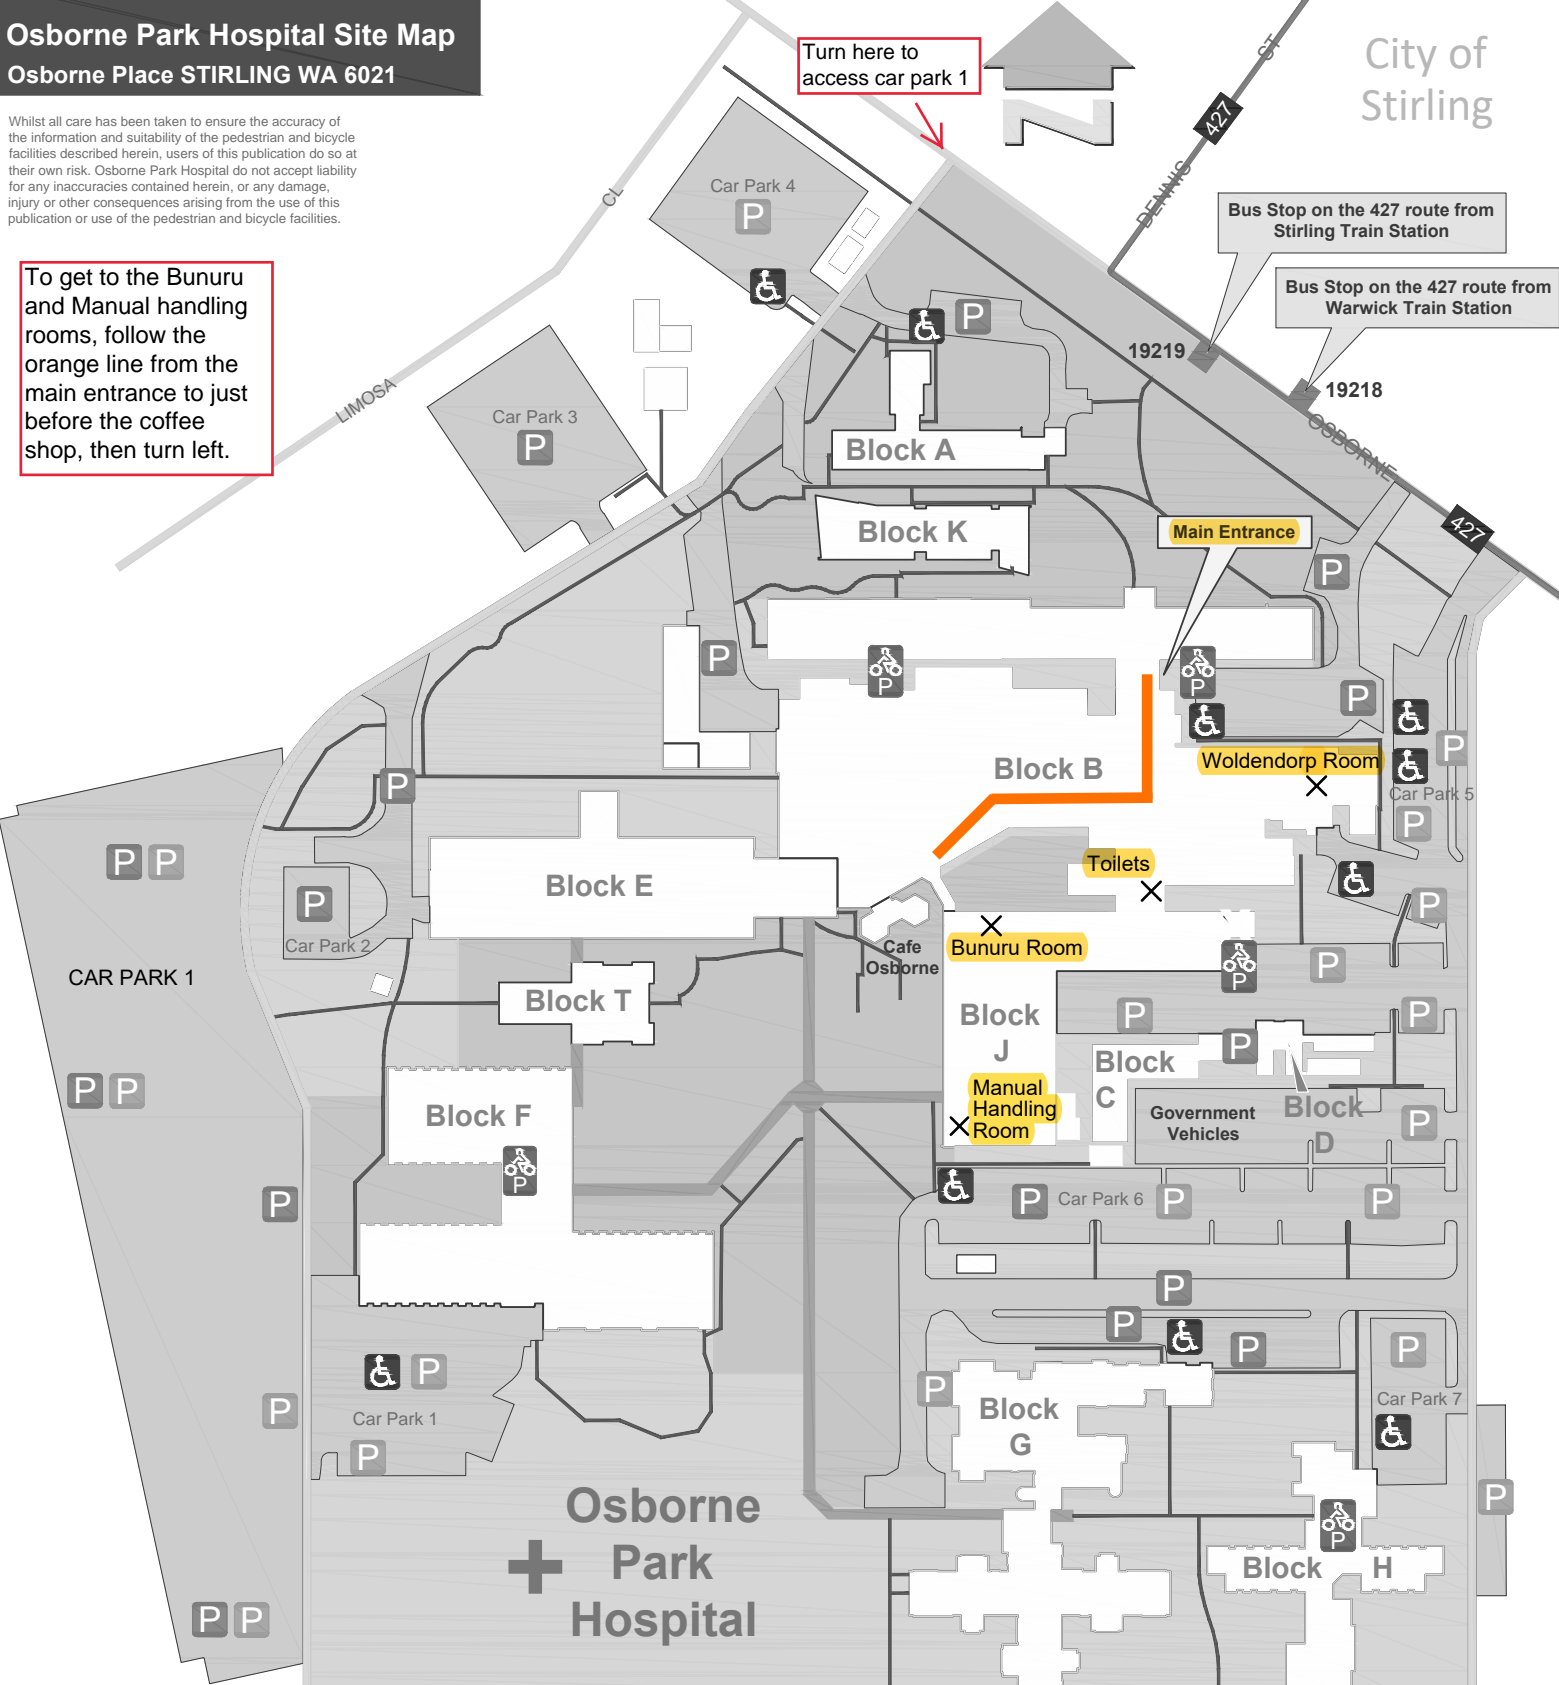 Osborne Park Hospital Site Map
Osborne Place STIRLING WA 6021
Whilst all care has been taken to ensure the accuracy of
the information and suitability of the pedestrian and bicycle
facilities described herein, users of this publication do so at
their own risk. Osborne Park Hospital do not accept liability
for any inaccuracies contained herein, or any damage,
injury or other consequences arising from the use of this
publication or use of the pedestrian and bicycle facilities.
To get to the Bunuru
and Manual handling
rooms, follow the
orange line from the
main entrance to just
before the coffee
shop, then turn left.
Turn here to
access car park 1
N
City of
Stirling
DENNIS ST
427
CL
LIMOSA
Car Park 4
P
Bus Stop on the 427 route from
Stirling Train Station
Bus Stop on the 427 route from
Warwick Train Station
19219
19218
OSBORNE
427
P
Car Park 3
P
Block A
Block K
Main Entrance
P
P
P
P
P
P
Block B
Woldendorp Room
P
Car Park 5
P
P
P P
Block E
Toilets
P
Car Park 2
P
Cafe
Osborne
Bunuru Room
P
P
CAR PARK 1
Block T
Block
J
P
P
P
Block
C
P P
Block F
Manual
Handling
Room
Government
Vehicles
Block
D
P
P
P
P
Car Park 6
P
P
P
P
P
P
P
Car Park 7
P
Car Park 1
P
P
P
Block
G
P
Osborne
Park
Hospital
P
Block H
P P